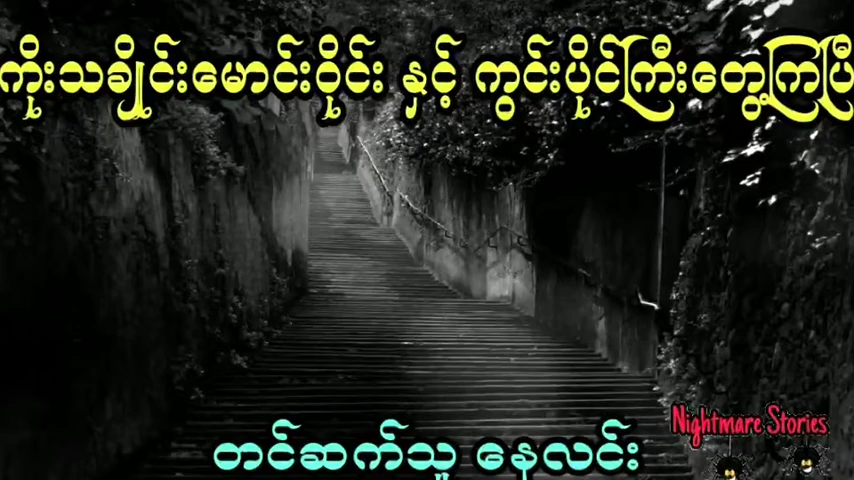 ကိုးသချိုင်းမောင်းဝိုင်း နှင့် ကွင်းပိုင်ကြီးတွေ့ကြပြီ
Nightmare Stories
တင်ဆက်သူ နေလင်း